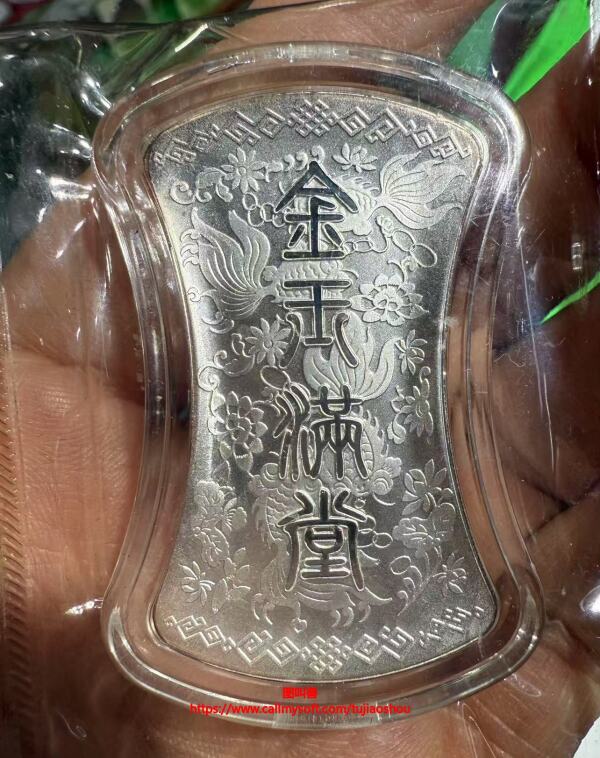 金
玉
满
堂
图叫兽
https://www.callmysoft.com/tujiaoshou